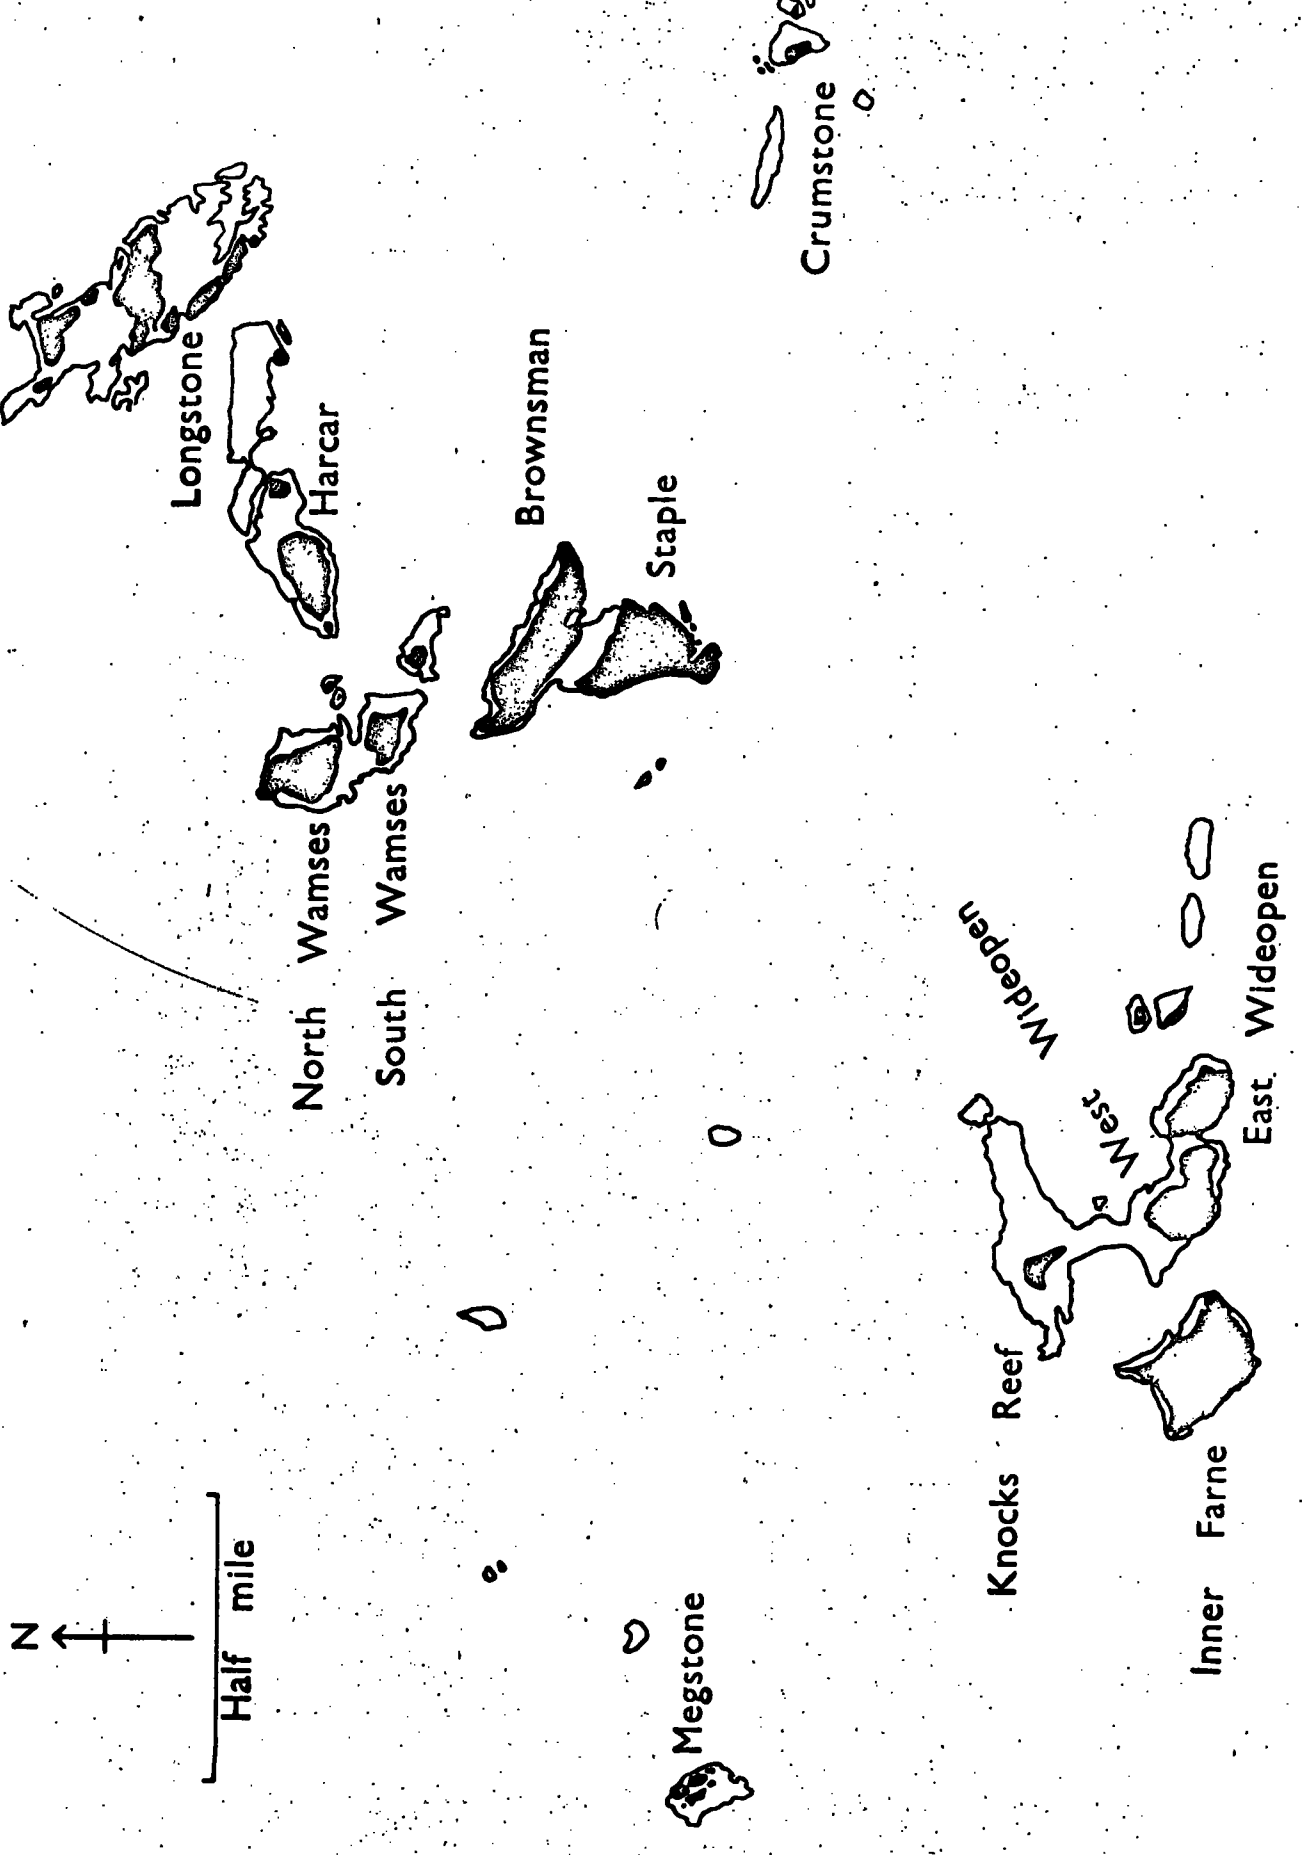 N
Half mile
Longstone
Harcar
North Wamses
South Wamses
Brownsman
Staple
Megstone
Crumstone
Knocks Reef
West Wideopen
Inner Farne
East Wideopen